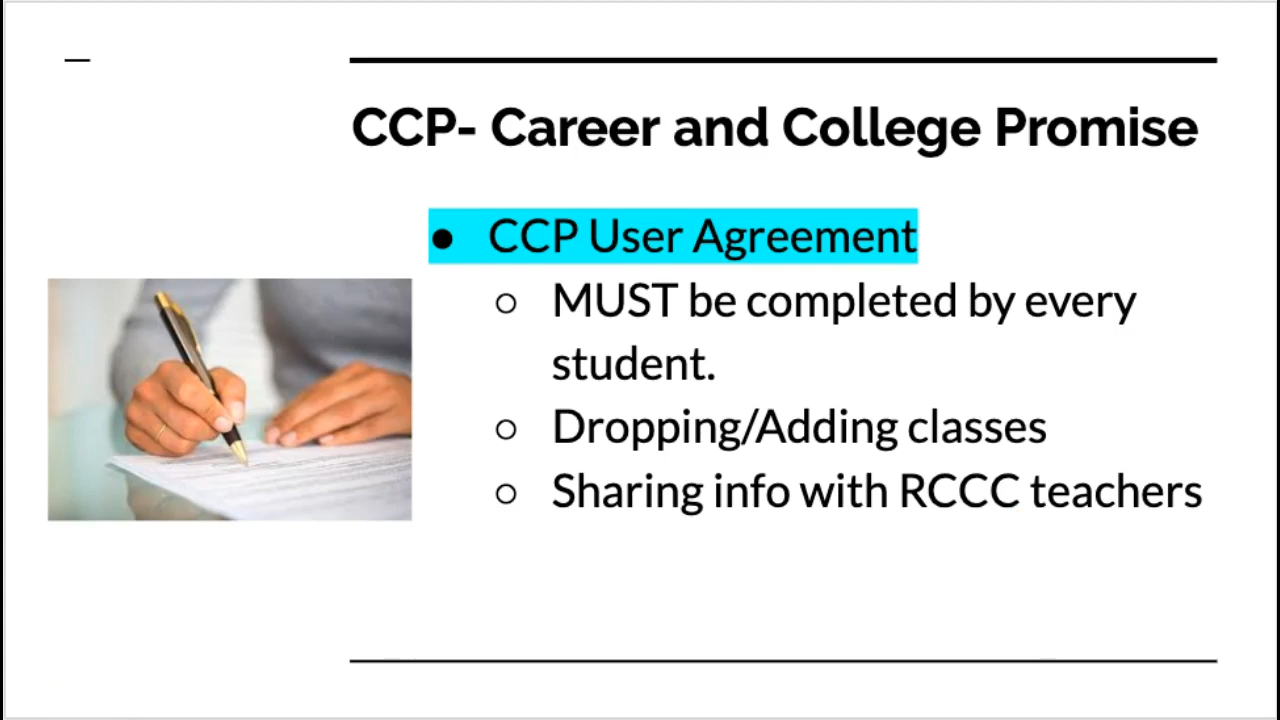 CCP- Career and College Promise
● CCP User Agreement
○ MUST be completed by every
student.
○ Dropping/Adding classes
○ Sharing info with RCCC teachers